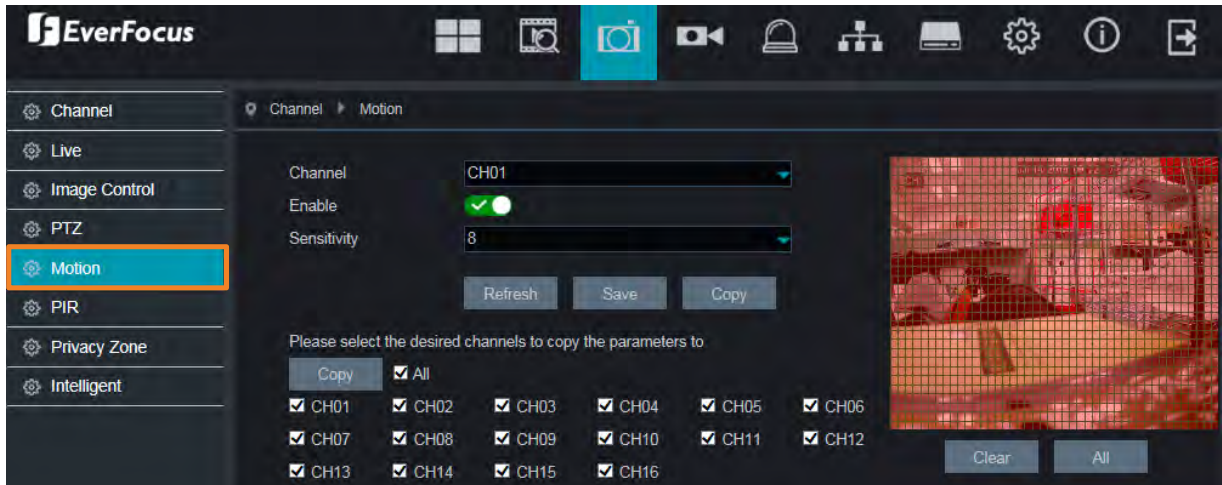 EverFocus
Channel
Live
Image Control
PTZ
Motion
PIR
Privacy Zone
Intelligent
Channel Motion
Channel CH01
Enable
Sensitivity 8
Refresh Save Copy
Please select the desired channels to copy the parameters to
Copy All
CH01 CH02 CH03 CH04 CH05 CH06
CH07 CH08 CH09 CH10 CH11 CH12
CH13 CH14 CH15 CH16
Clear All